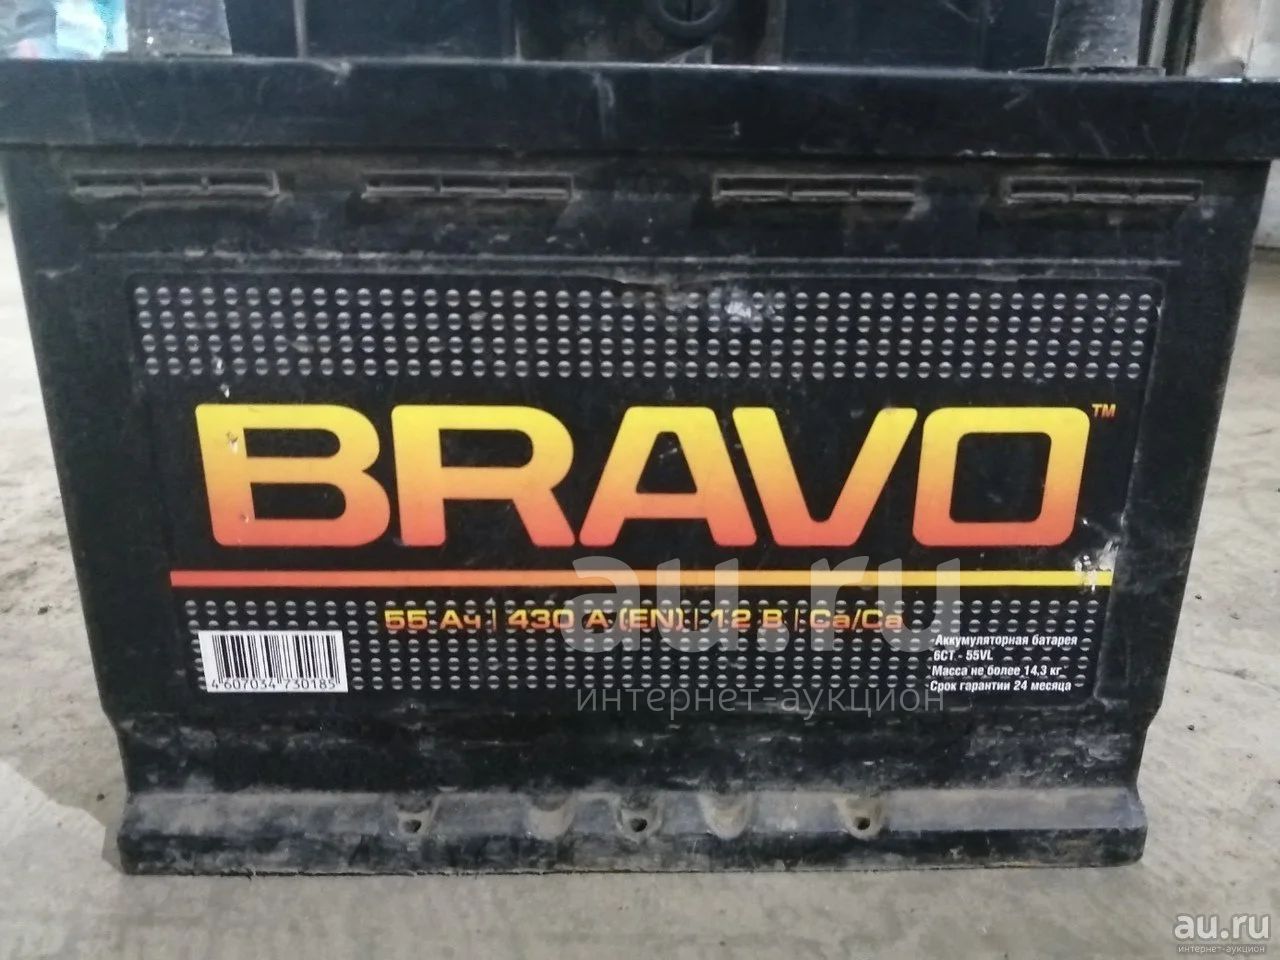 BRAVO™
55 Ач | 430 А (EN) | 12 В | Ca/Ca
Аккумуляторная батарея
6СТ - 55VL
Масса не более 14,3 кг
Срок гарантии 24 месяца
4 607034 730185
au.ru
интернет-аукцион
au.ru
интернет-аукцион